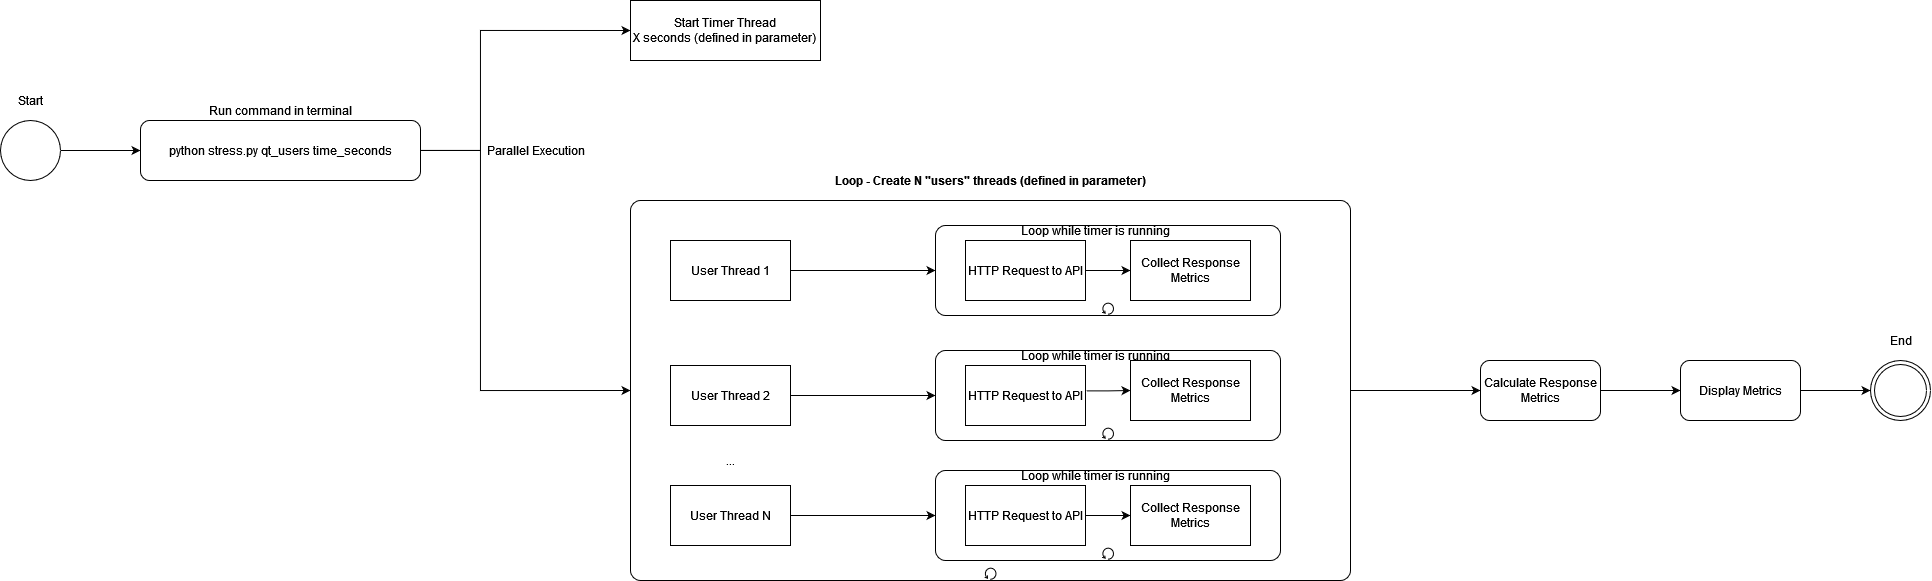 Start Timer Thread
X seconds (defined in parameter)
Start
Run command in terminal
python stress.py qt_users time_seconds
Parallel Execution
Loop - Create N "users" threads (defined in parameter)
Loop while timer is running
User Thread 1
HTTP Request to API
Collect Response
Metrics
Loop while timer is running
User Thread 2
HTTP Request to API
Collect Response
Metrics
...
Loop while timer is running
User Thread N
HTTP Request to API
Collect Response
Metrics
Calculate Response
Metrics
Display Metrics
End